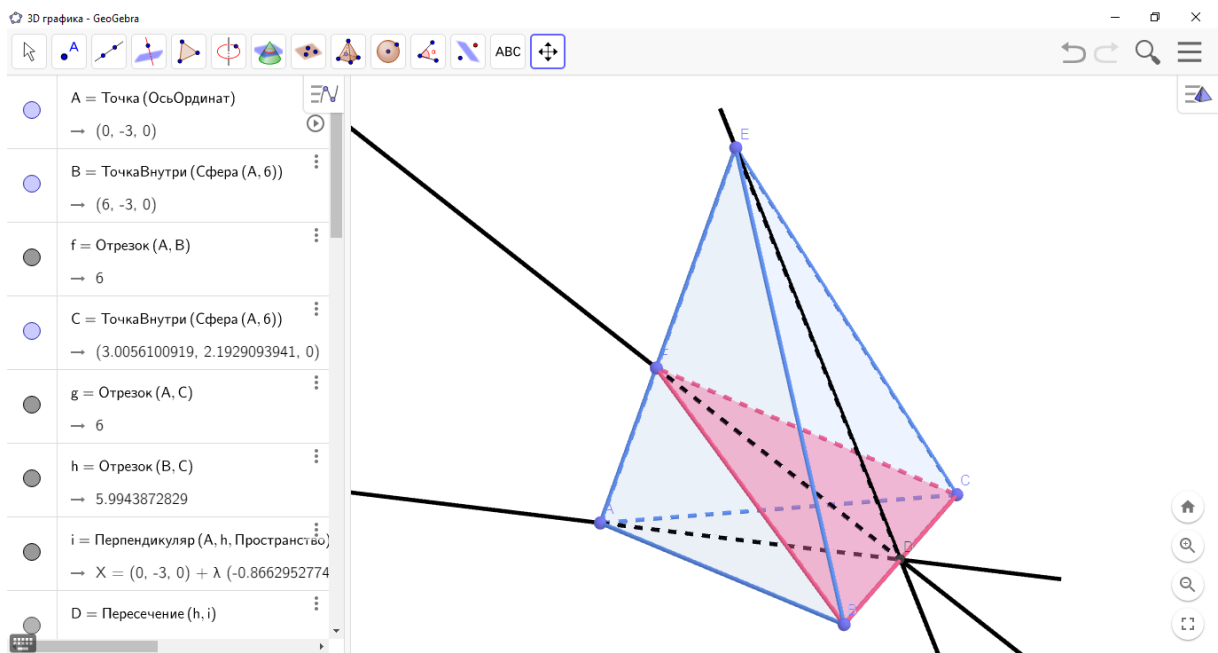 3D графика - GeoGebra
A
ABC
A = Точка (ОсьОрдинат)
→ (0, -3, 0)
B = ТочкаВнутри (Сфера (A, 6))
→ (6, -3, 0)
f = Отрезок (A, B)
→ 6
C = ТочкаВнутри (Сфера (A, 6))
→ (3.0056100919, 2.1929093941, 0)
g = Отрезок (A, C)
→ 6
h = Отрезок (B, C)
→ 5.9943872829
i = Перпендикуляр (A, h, Пространство)
→ X = (0, -3, 0) + λ (-0.8662952774
D = Пересечение (h, i)
E
C
A
D
B